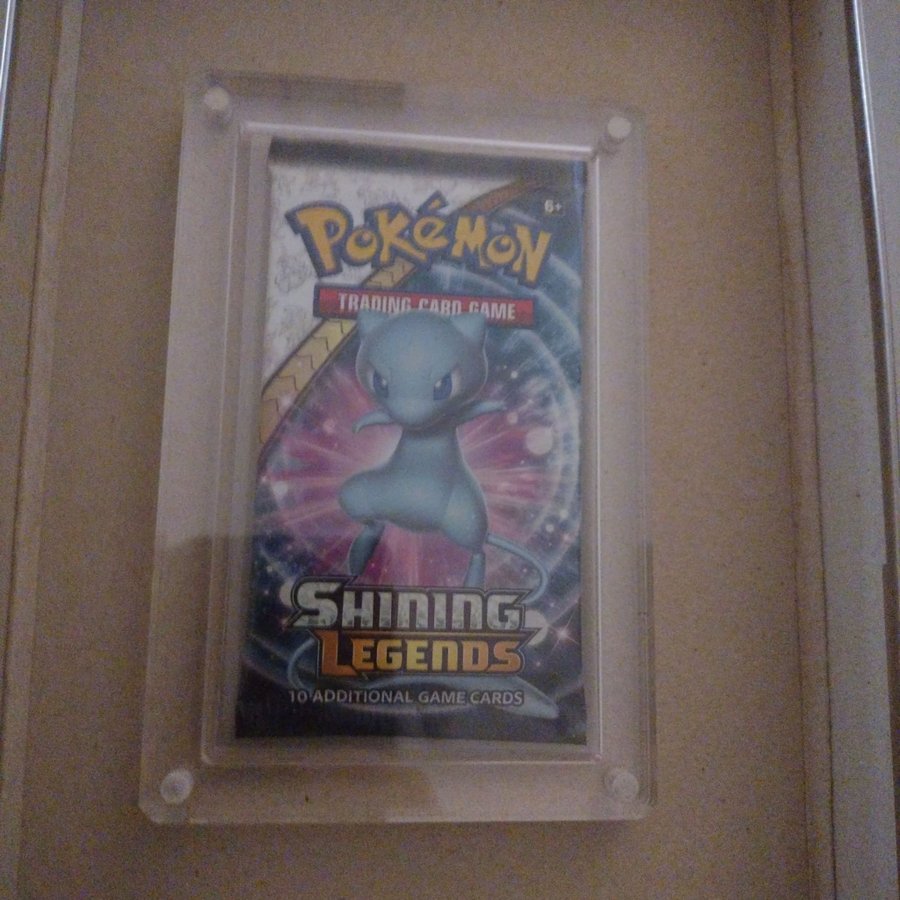 6+
POKéMON
TRADING CARD GAME
SHINING
LEGENDS
10 ADDITIONAL GAME CARDS